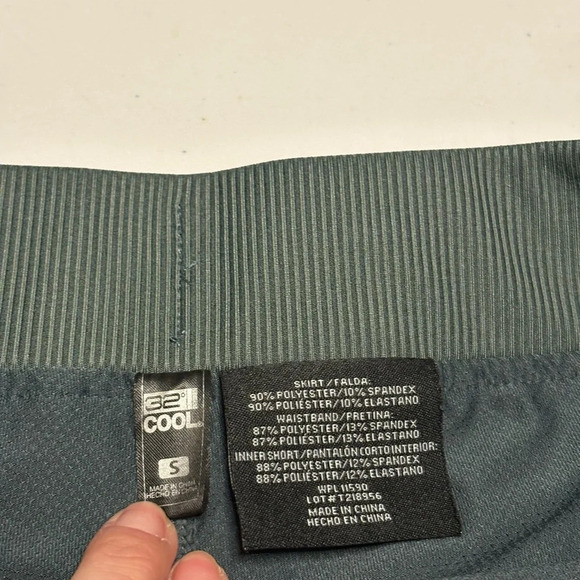 32°
COOL®
S
MADE IN CHINA
HECHO EN CHINA
SKIRT/FALDA:
90% POLYESTER/10% SPANDEX
90% POLIÉSTER/10% ELASTANO
WAISTBAND/PRETINA:
87% POLYESTER/13% SPANDEX
87% POLIÉSTER/13% ELASTANO
INNER SHORT/PANTALÓN CORTO INTERIOR:
88% POLYESTER/12% SPANDEX
88% POLIÉSTER/12% ELASTANO
WPL 11590
LOT#T218956
MADE IN CHINA
HECHO EN CHINA